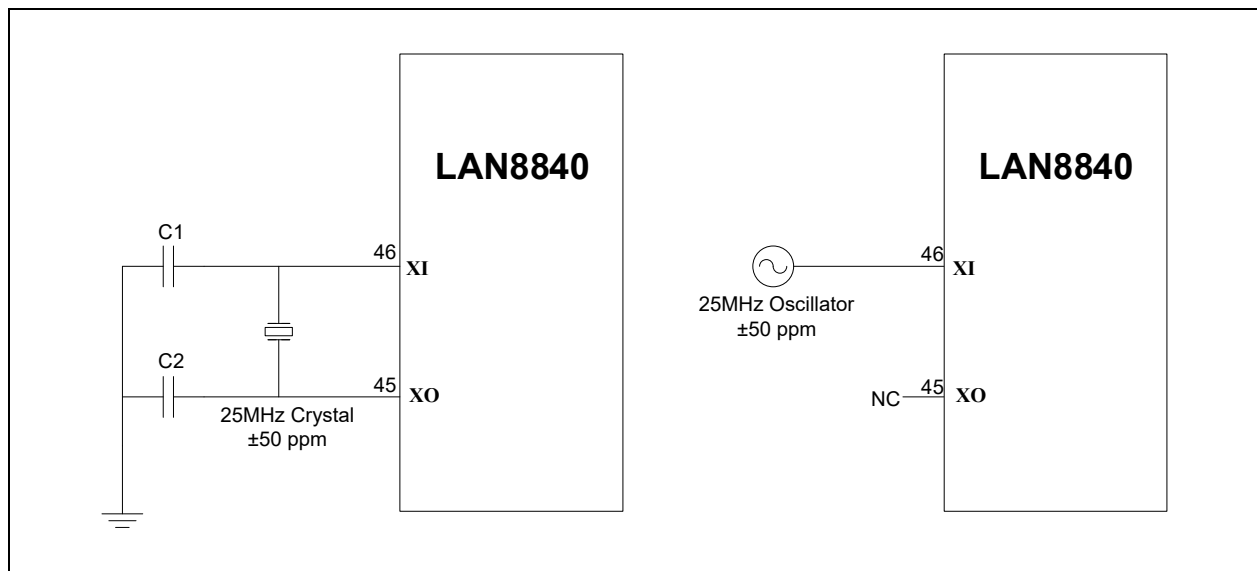 LAN8840
C1
46
XI
C2
45
XO
25MHz Crystal
±50 ppm
LAN8840
46
XI
25MHz Oscillator
±50 ppm
NC
45
XO